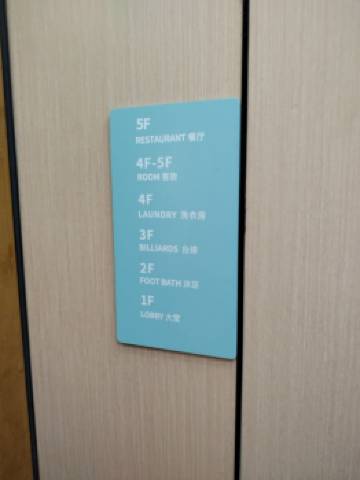 5F
RESTAURANT 餐厅
4F-5F
ROOM 客房
4F
LAUNDRY 洗衣房
3F
BILLIARDS 台球
2F
FOOT BATH 沐足
1F
LOBBY 大堂